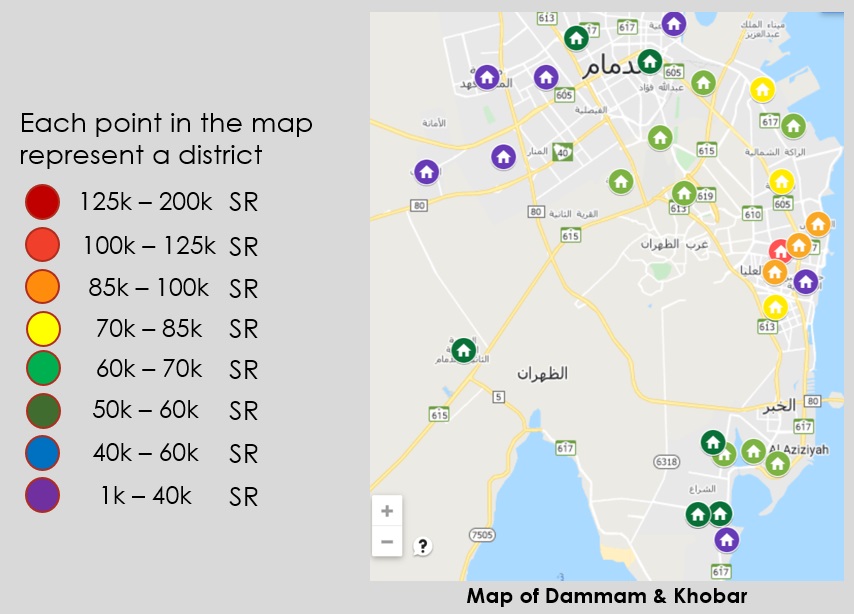 Each point in the map
represent a district
125k – 200k SR
100k – 125k SR
85k – 100k SR
70k – 85k SR
60k – 70k SR
50k – 60k SR
40k – 60k SR
1k – 40k SR
613
617
617
ميناء الملك
عبدالعزيز
605
عبدالله فؤاد
605
الفيصلية
الأمانة
617
المنار
40
615
الراكة الشمالية
80
80
القرية الثانية
613
619
605
610
615
غرب الظهران
العليا
613
الظهران
5
615
الخبر
80
617
617
Al Aziziyah
6318
الشراع
7505
617
+
−
?
Map of Dammam & Khobar